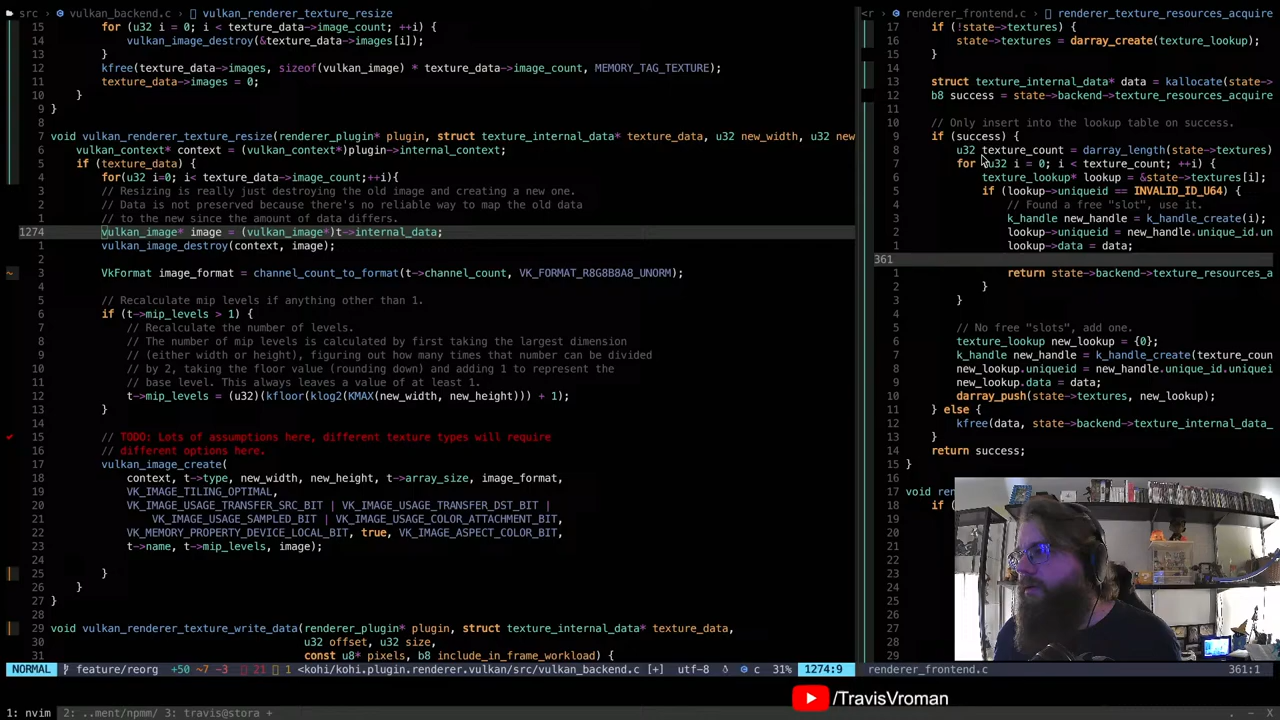 src > vulkan_backend.c > vulkan_renderer_texture_resize
15 for (u32 i = 0; i < texture_data->image_count; ++i) {
14 vulkan_image_destroy(&texture_data->images[i]);
13 }
12 kfree(texture_data->images, sizeof(vulkan_image) * texture_data->image_count, MEMORY_TAG_TEXTURE);
11 texture_data->images = 0;
10 }
9 }
8
7 void vulkan_renderer_texture_resize(renderer_plugin* plugin, struct texture_internal_data* texture_data, u32 new_width, u32 new
6 vulkan_context* context = (vulkan_context*)plugin->internal_context;
5 if (texture_data) {
4 for(u32 i=0; i< texture_data->image_count;++i){
3 // Resizing is really just destroying the old image and creating a new one.
2 // Data is not preserved because there's no reliable way to map the old data
1 // to the new since the amount of data differs.
1274 vulkan_image* image = (vulkan_image*)t->internal_data;
1 vulkan_image_destroy(context, image);
2
~ 3 VkFormat image_format = channel_count_to_format(t->channel_count, VK_FORMAT_R8G8B8A8_UNORM);
4
5 // Recalculate mip levels if anything other than 1.
6 if (t->mip_levels > 1) {
7 // Recalculate the number of levels.
8 // The number of mip levels is calculated by first taking the largest dimension
9 // (either width or height), figuring out how many times that number can be divided
10 // by 2, taking the floor value (rounding down) and adding 1 to represent the
11 // base level. This always leaves a value of at least 1.
12 t->mip_levels = (u32)(kfloor(klog2(KMAX(new_width, new_height))) + 1);
13 }
14
15 // TODO: Lots of assumptions here, different texture types will require
16 // different options here.
17 vulkan_image_create(
18 context, t->type, new_width, new_height, t->array_size, image_format,
19 VK_IMAGE_TILING_OPTIMAL,
20 VK_IMAGE_USAGE_TRANSFER_SRC_BIT | VK_IMAGE_USAGE_TRANSFER_DST_BIT |
21 VK_IMAGE_USAGE_SAMPLED_BIT | VK_IMAGE_USAGE_COLOR_ATTACHMENT_BIT,
22 VK_MEMORY_PROPERTY_DEVICE_LOCAL_BIT, true, VK_IMAGE_ASPECT_COLOR_BIT,
23 t->name, t->mip_levels, image);
24
25 }
26 }
27 }
28
29 void vulkan_renderer_texture_write_data(renderer_plugin* plugin, struct texture_internal_data* texture_data,
30 u32 offset, u32 size,
31 const u8* pixels, b8 include_in_frame_workload) {
NORMAL feature/reorg +50 ~7 -3 21 1 <kohi/kohi.plugin.renderer.vulkan/src/vulkan_backend.c [+] utf-8 c 31% 1274:9
<r > renderer_frontend.c > renderer_texture_resources_acquire
17 if (!state->textures) {
16 state->textures = darray_create(texture_lookup);
15 }
14
13 struct texture_internal_data* data = kallocate(state->
12 b8 success = state->backend->texture_resources_acquire
11
10 // Only insert into the lookup table on success.
9 if (success) {
8 u32 texture_count = darray_length(state->textures)
7 for (u32 i = 0; i < texture_count; ++i) {
6 texture_lookup* lookup = &state->textures[i];
5 if (lookup->uniqueid == INVALID_ID_U64) {
4 // Found a free "slot", use it.
3 k_handle new_handle = k_handle_create(i);
2 lookup->uniqueid = new_handle.unique_id.un
1 lookup->data = data;
361
1 return state->backend->texture_resources_a
2 }
3 }
4
5 // No free "slots", add one.
6 texture_lookup new_lookup = {0};
7 k_handle new_handle = k_handle_create(texture_coun
8 new_lookup.uniqueid = new_handle.unique_id.uniquei
9 new_lookup.data = data;
10 darray_push(state->textures, new_lookup);
11 } else {
12 kfree(data, state->backend->texture_internal_data_
13 }
14 return success;
15 }
16
17 void ren
18 if (
19
20
21
22
23
24
25
26
27
28
29
renderer_frontend.c 361:1
/TravisVroman
1: nvim 2: ..ment/npmm/ 3: travis@stora + - X